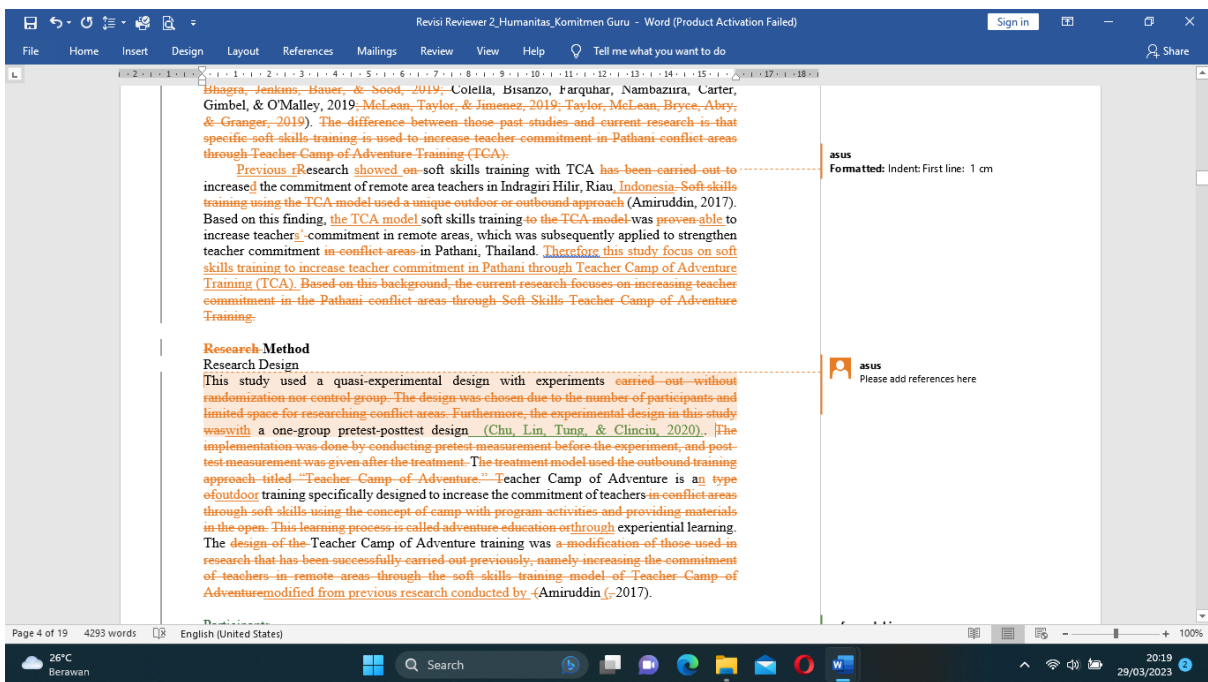 Revisi Reviewer 2_Humanitas_Komitmen Guru - Word (Product Activation Failed)
Sign in
File Home Insert Design Layout References Mailings Review View Help Tell me what you want to do
Share
2 1 1 2 3 4 5 6 7 8 9 10 11 12 13 14 15 17 18
Bhagra, Jenkins, Bauer, & Sood, 2019; Colella, Bisanzo, Farquhar, Nambaziira, Carter,
Gimbel, & O'Malley, 2019; McLean, Taylor, & Jimenez, 2019; Taylor, McLean, Bryce, Abry,
& Granger, 2019). The difference between those past studies and current research is that
specific soft skills training is used to increase teacher commitment in Pathani conflict areas
through Teacher Camp of Adventure Training (TCA).
Previous rResearch showed on soft skills training with TCA has been carried out to
increased the commitment of remote area teachers in Indragiri Hilir, Riau, Indonesia. Soft skills
training using the TCA model used a unique outdoor or outbound approach (Amiruddin, 2017).
Based on this finding, the TCA model soft skills training to the TCA model was proven able to
increase teachers' commitment in remote areas, which was subsequently applied to strengthen
teacher commitment in conflict areas in Pathani, Thailand. Therefore this study focus on soft
skills training to increase teacher commitment in Pathani through Teacher Camp of Adventure
Training (TCA). Based on this background, the current research focuses on increasing teacher
commitment in the Pathani conflict areas through Soft Skills Teacher Camp of Adventure
Training.
asus
Formatted: Indent: First line: 1 cm
Research Method
Research Design
This study used a quasi-experimental design with experiments carried out without
randomization nor control group. The design was chosen due to the number of participants and
limited space for researching conflict areas. Furthermore, the experimental design in this study
waswith a one-group pretest-posttest design (Chu, Lin, Tung, & Clinciu, 2020).. The
implementation was done by conducting pretest measurement before the experiment, and post-
test measurement was given after the treatment. The treatment model used the outbound training
approach titled “Teacher Camp of Adventure.” Teacher Camp of Adventure is an type
ofoutdoor training specifically designed to increase the commitment of teachers in conflict areas
through soft skills using the concept of camp with program activities and providing materials
in the open. This learning process is called adventure education orthrough experiential learning.
The design of the Teacher Camp of Adventure training was a modification of those used in
research that has been successfully carried out previously, namely increasing the commitment
of teachers in remote areas through the soft skills training model of Teacher Camp of
Adventuremodified from previous research conducted by (Amiruddin (, 2017).
asus
Please add references here
Participants
Page 4 of 19 4293 words English (United States)
100%
26°C
Berawan
Search
20:19
29/03/2023
2